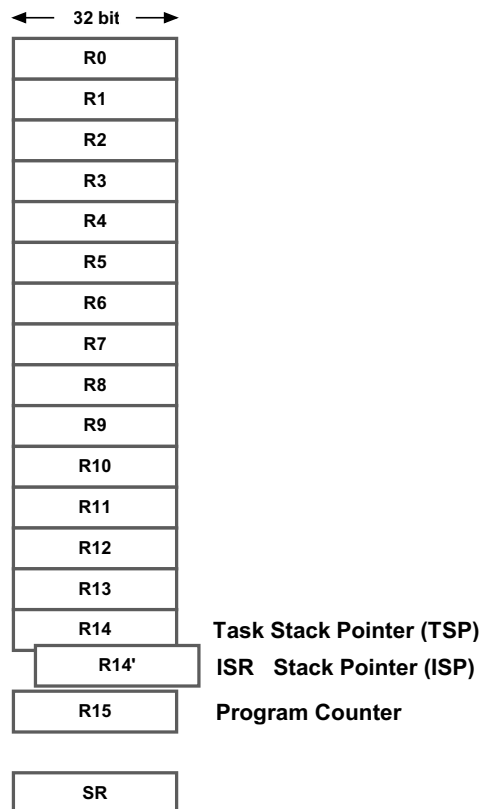 32 bit
R0
R1
R2
R3
R4
R5
R6
R7
R8
R9
R10
R11
R12
R13
R14 Task Stack Pointer (TSP)
R14' ISR Stack Pointer (ISP)
R15 Program Counter
SR